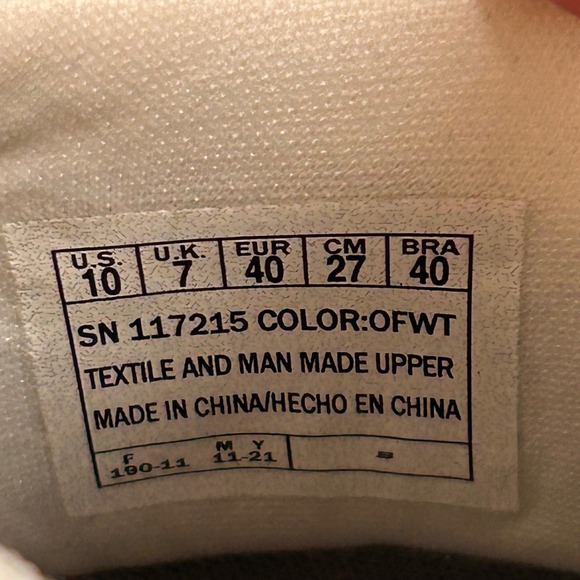 U.S. U.K. EUR CM BRA
10 7 40 27 40
SN 117215 COLOR:OFWT
TEXTILE AND MAN MADE UPPER
MADE IN CHINA/HECHO EN CHINA
F M Y
190-11 11-21